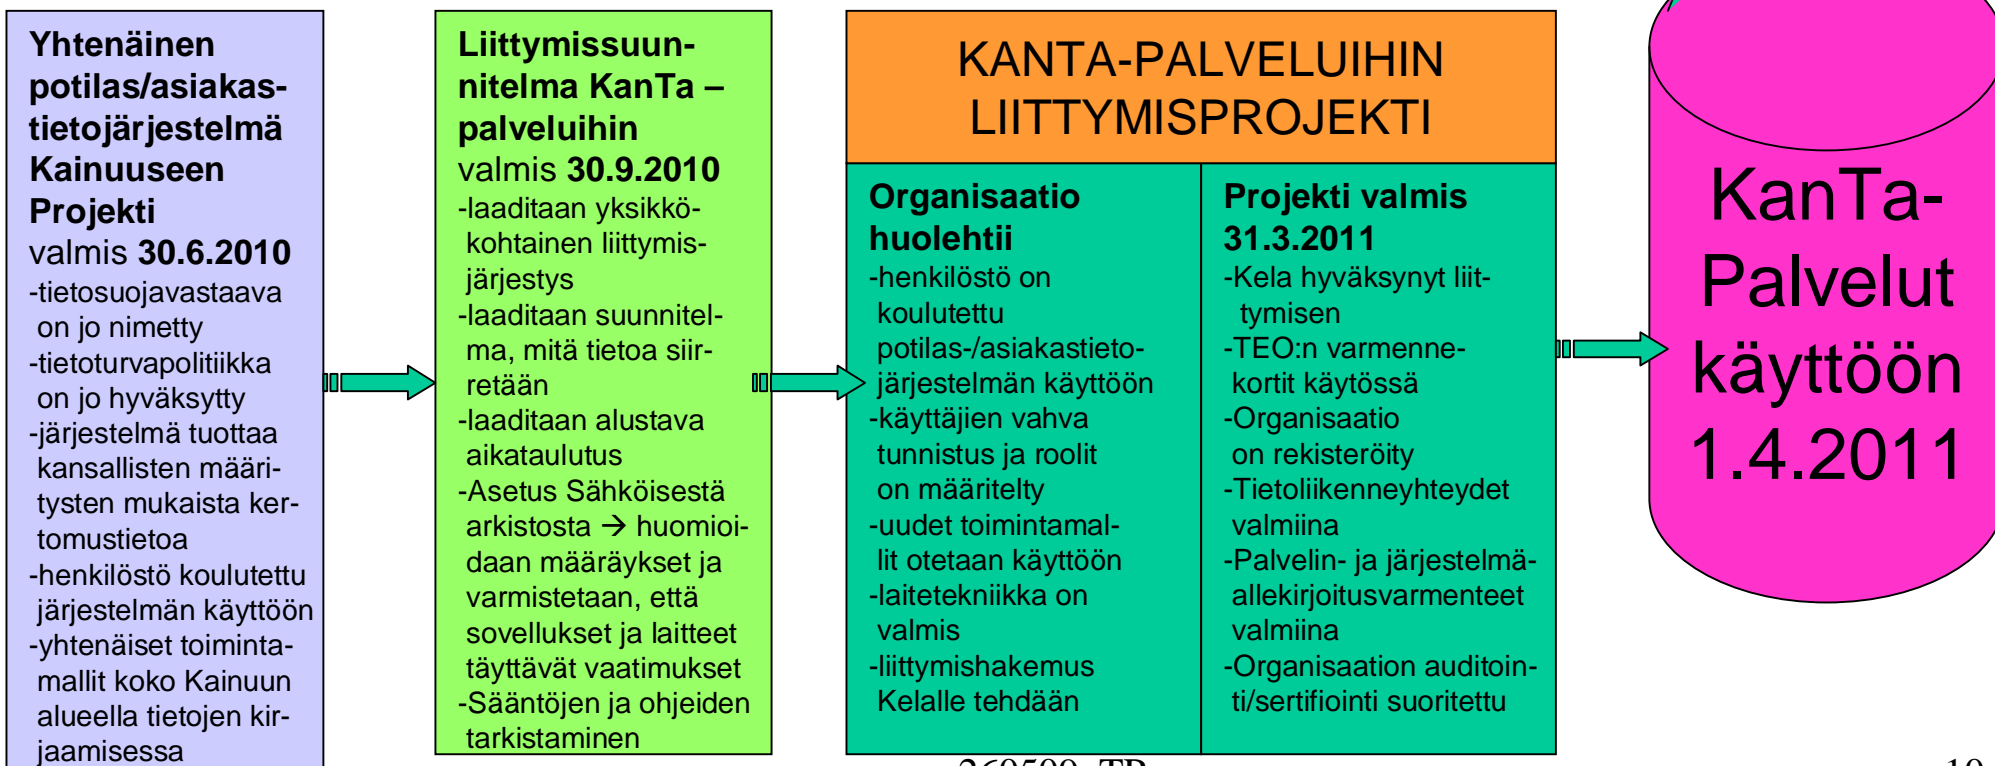 Yhtenäinen
potilas/asiakas-
tietojärjestelmä
Kainuuseen
Projekti
valmis 30.6.2010
-tietosuojavastaava
on jo nimetty
-tietoturvapolitiikka
on jo hyväksytty
-järjestelmä tuottaa
kansallisten määri-
tysten mukaista ker-
tomustietoa
-henkilöstö koulutettu
järjestelmän käyttöön
-yhtenäiset toiminta-
mallit koko Kainuun
alueella tietojen kir-
jaamisessa
Liittymissuun-
nitelma KanTa –
palveluihin
valmis 30.9.2010
-laaditaan yksikkö-
kohtainen liittymis-
järjestys
-laaditaan suunnitel-
ma, mitä tietoa siir-
retään
-laaditaan alustava
aikataulutus
-Asetus Sähköisestä
arkistosta → huomioi-
daan määräykset ja
varmistetaan, että
sovellukset ja laitteet
täyttävät vaatimukset
-Sääntöjen ja ohjeiden
tarkistaminen
KANTA-PALVELUIHIN
LIITTYMISPROJEKTI
Organisaatio
huolehtii
-henkilöstö on
koulutettu
potilas-/asiakastieto-
järjestelmän käyttöön
-käyttäjien vahva
tunnistus ja roolit
on määritelty
-uudet toimintamal-
lit otetaan käyttöön
-laitetekniikka on
valmis
-liittymishakemus
Kelalle tehdään
Projekti valmis
31.3.2011
-Kela hyväksynyt liit-
tymisen
-TEO:n varmenne-
kortit käytössä
-Organisaatio
on rekisteröity
-Tietoliikenneyhteydet
valmiina
-Palvelin- ja järjestelmä-
allekirjoitusvarmenteet
valmiina
-Organisaation auditoin-
ti/sertifiointi suoritettu
KanTa-
Palvelut
käyttöön
1.4.2011